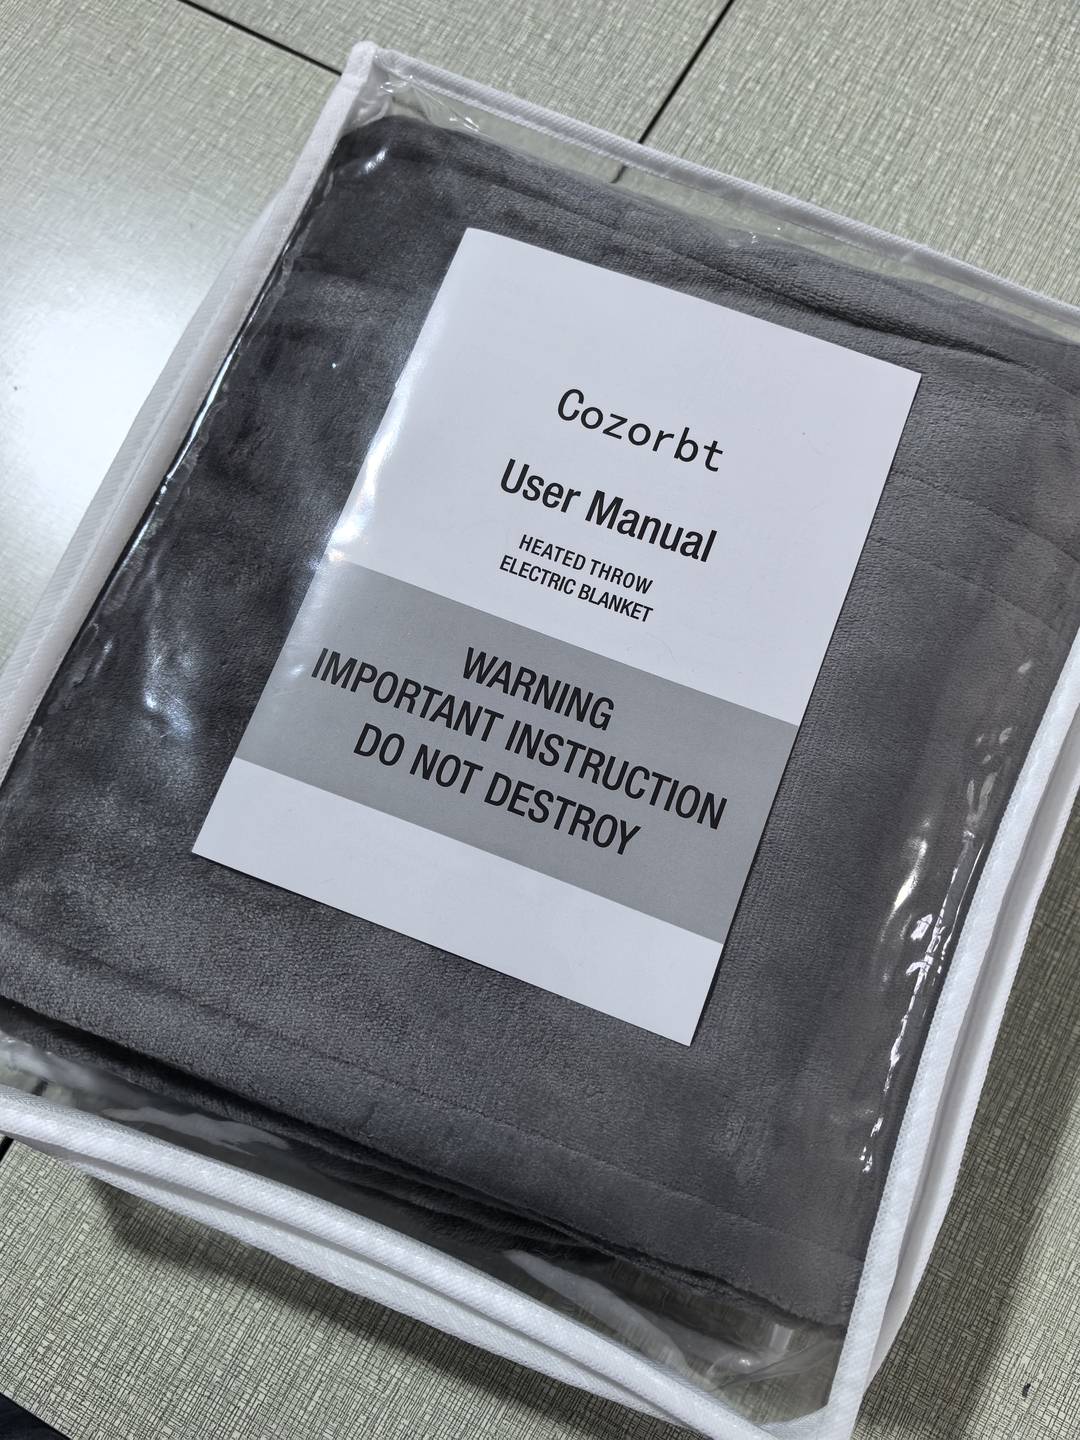 Cozorbt
User Manual
HEATED THROW
ELECTRIC BLANKET
WARNING
IMPORTANT INSTRUCTION
DO NOT DESTROY